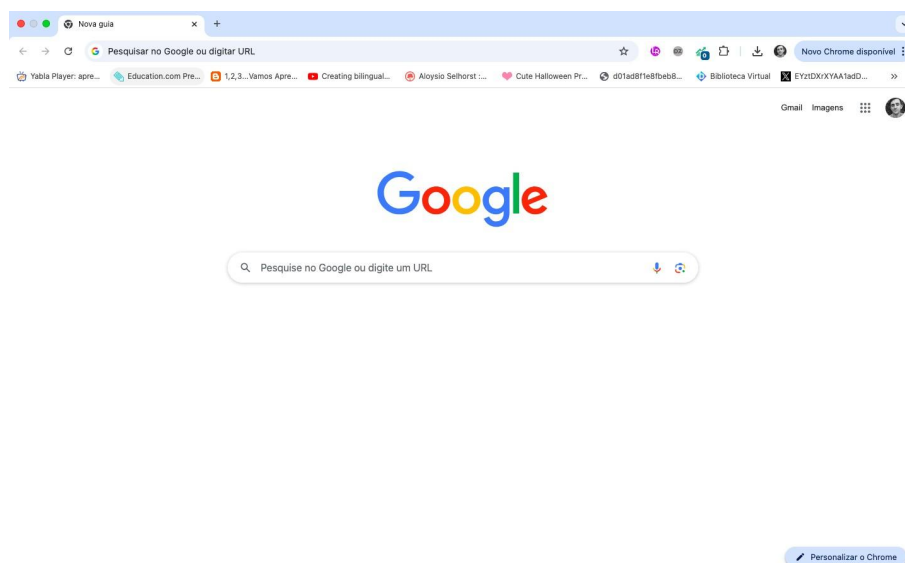 Nova guia
Pesquisar no Google ou digitar URL
Novo Chrome disponível
Yabla Player: apre... Education.com Pre... 1,2,3...Vamos Apre... Creating bilingual... Aloysio Selhorst :... Cute Halloween Pr... d01ad8f1e8fbeb8... Biblioteca Virtual EYztDXrXYAA1adD...
Gmail Imagens
Google
Pesquise no Google ou digite um URL
Personalizar o Chrome